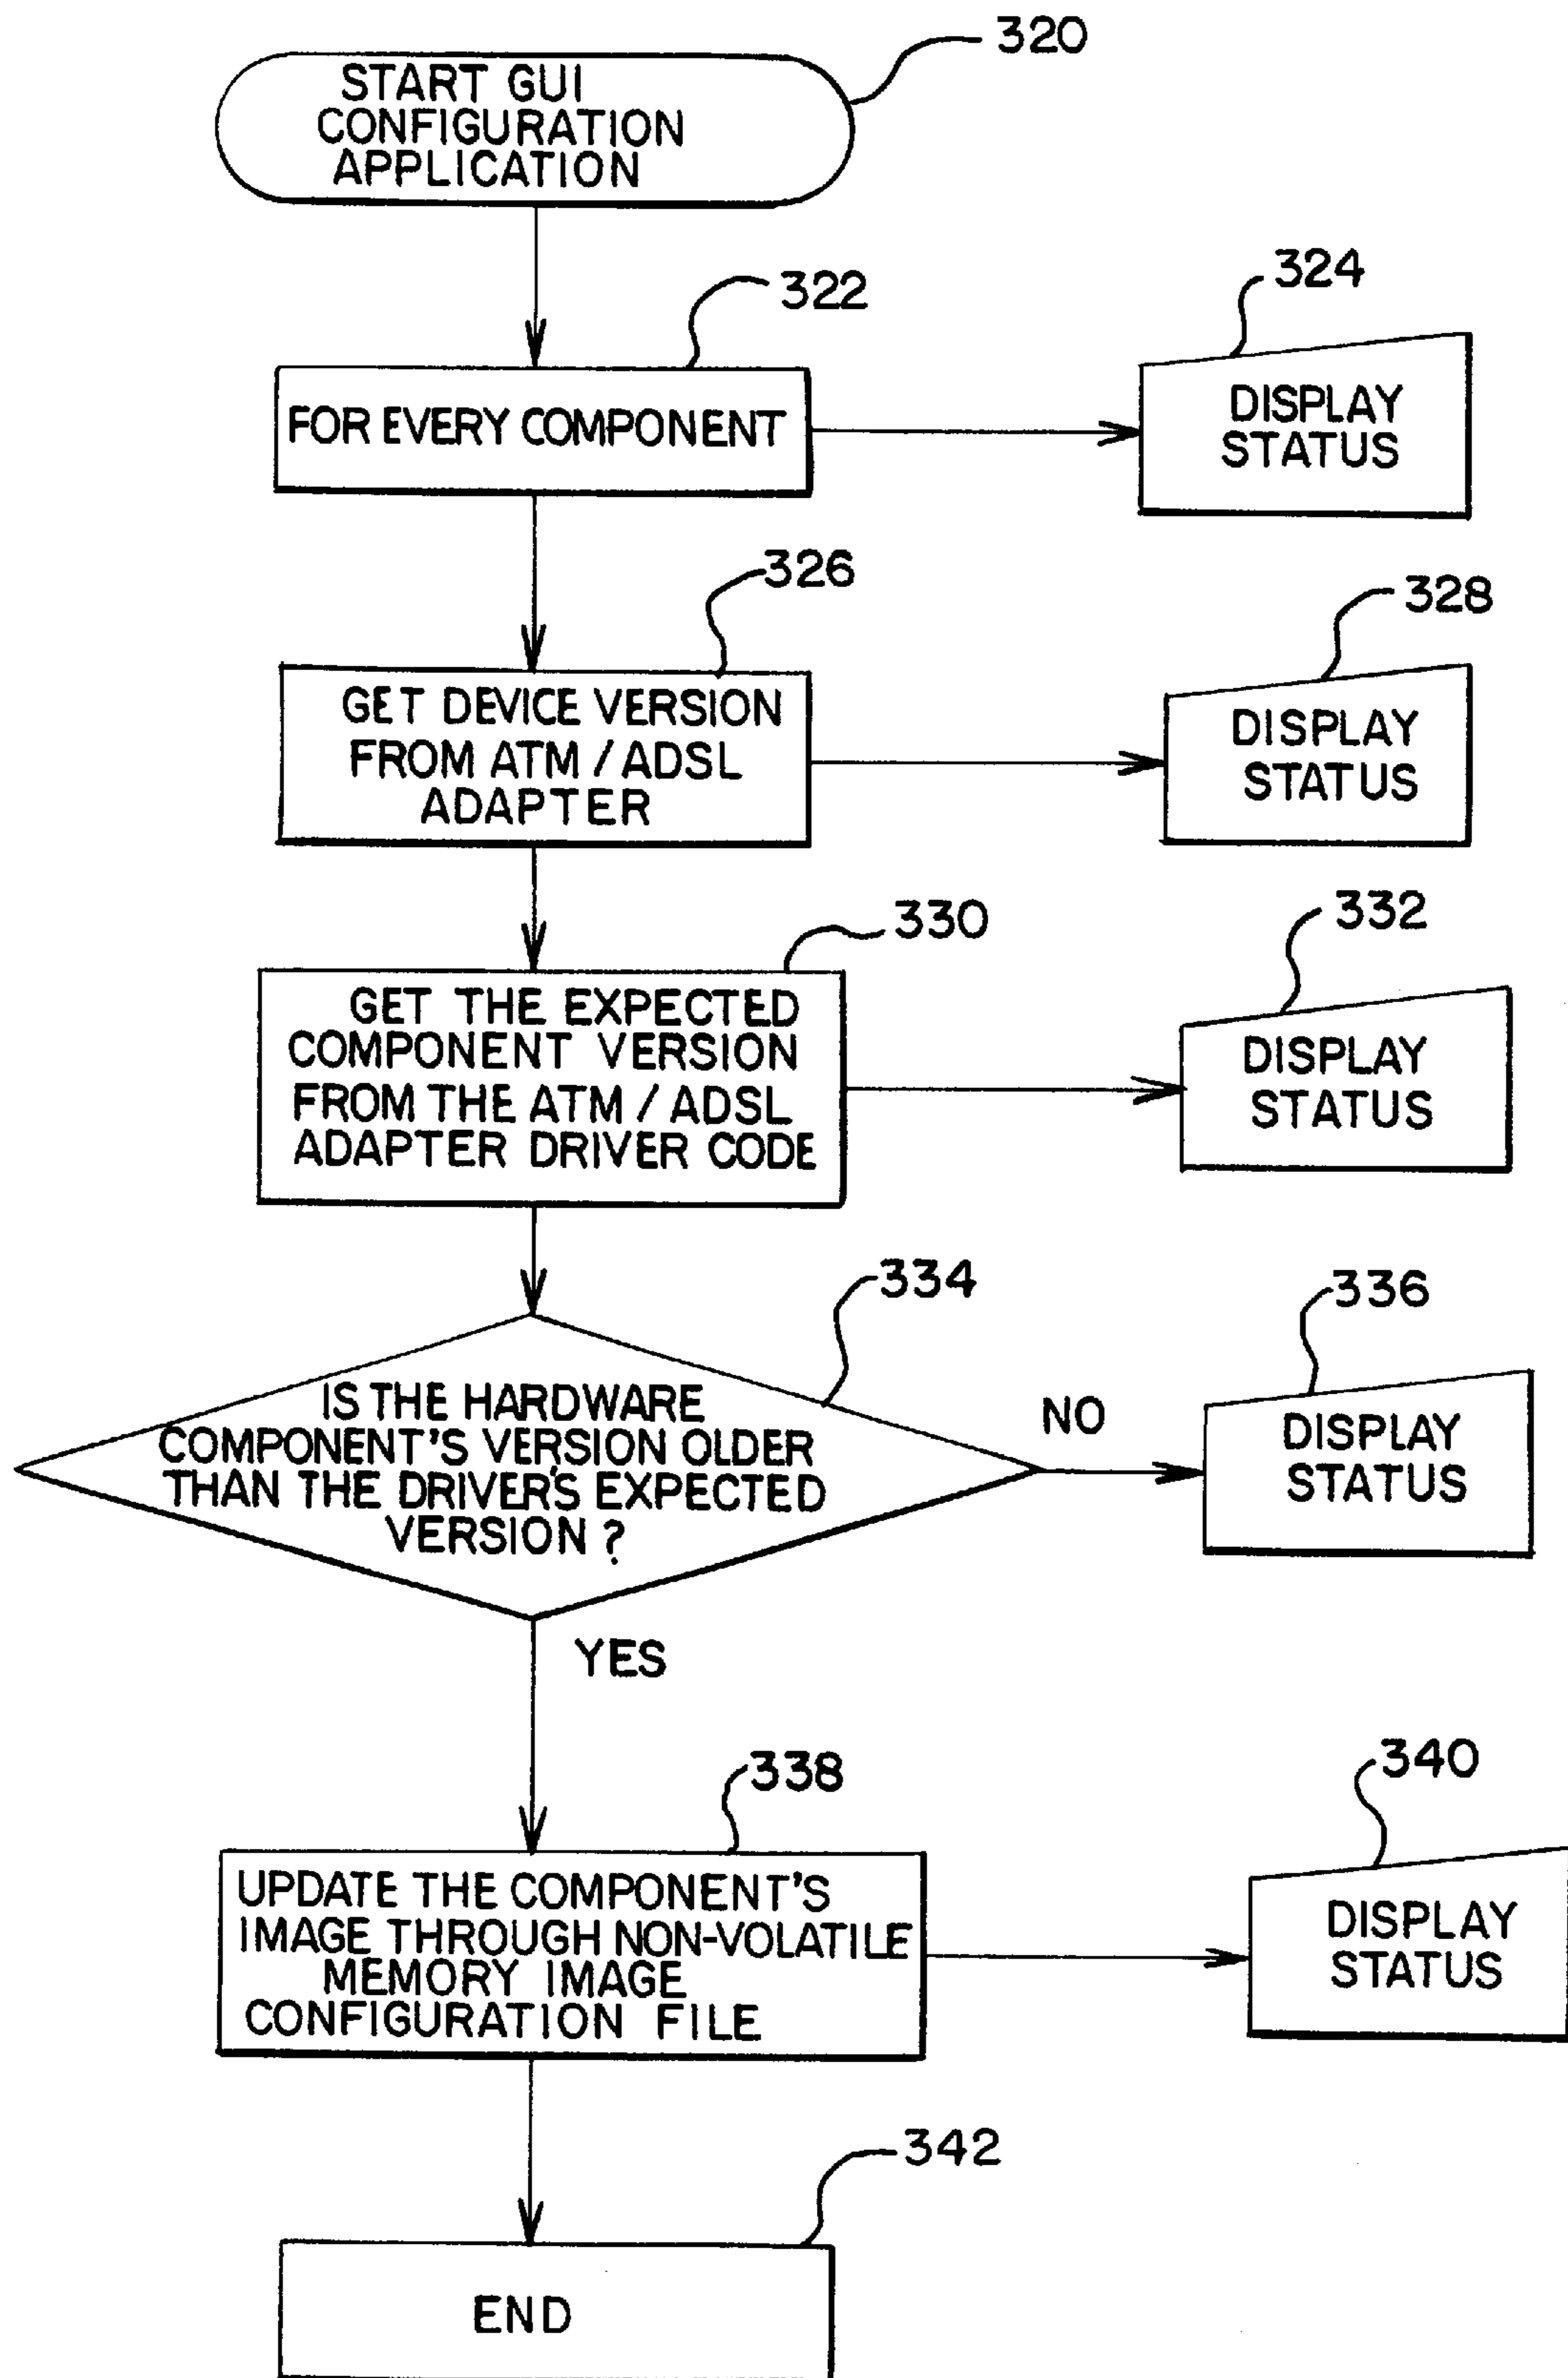 320
START GUI
CONFIGURATION
APPLICATION
322
324
FOR EVERY COMPONENT
DISPLAY
STATUS
326
328
GET DEVICE VERSION
FROM ATM / ADSL
ADAPTER
DISPLAY
STATUS
330
332
GET THE EXPECTED
COMPONENT VERSION
FROM THE ATM / ADSL
ADAPTER DRIVER CODE
DISPLAY
STATUS
334
336
IS THE HARDWARE
COMPONENT'S VERSION OLDER
THAN THE DRIVER'S EXPECTED
VERSION ?
NO
DISPLAY
STATUS
YES
338
340
UPDATE THE COMPONENT'S
IMAGE THROUGH NON-VOLATILE
MEMORY IMAGE
CONFIGURATION FILE
DISPLAY
STATUS
342
END